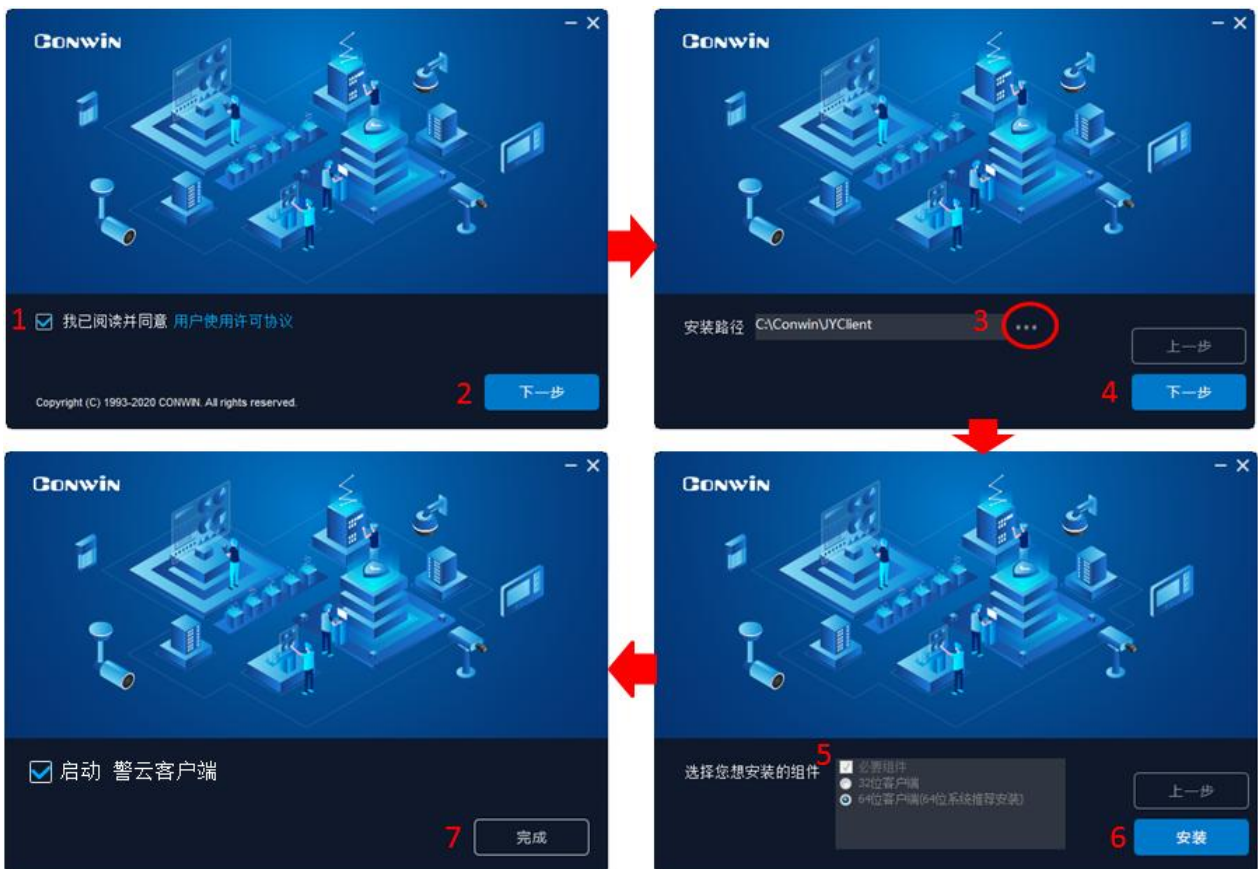 CONWIN
1 我已阅读并同意 用户使用许可协议
2 下一步
Copyright (C) 1993-2020 CONWIN. All rights reserved.
CONWIN
安装路径 C:\Conwin\JYClient 3 •••
上一步
4 下一步
CONWIN
选择您想安装的组件 5 必要组件
32位客户端
64位客户端(64位系统推荐安装)
上一步
6 安装
CONWIN
启动 警云客户端
7 完成